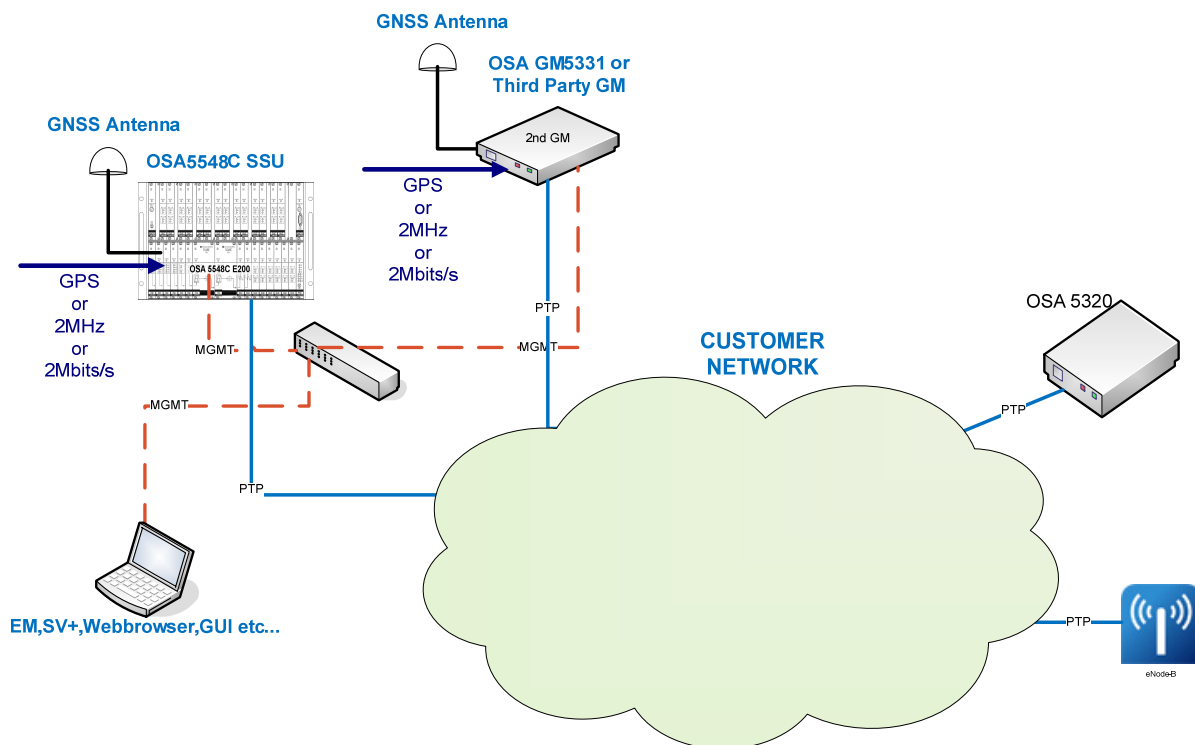 GNSS Antenna
OSA GM5331 or
Third Party GM
2nd GM
GNSS Antenna
OSA5548C SSU
GPS
or
2MHz
or
2Mbits/s
OSA 5548C E200
GPS
or
2MHz
or
2Mbits/s
PTP
OSA 5320
MGMT
MGMT
CUSTOMER
NETWORK
MGMT
PTP
PTP
EM,SV+,Webbrowser,GUI etc...
PTP
eNode-B